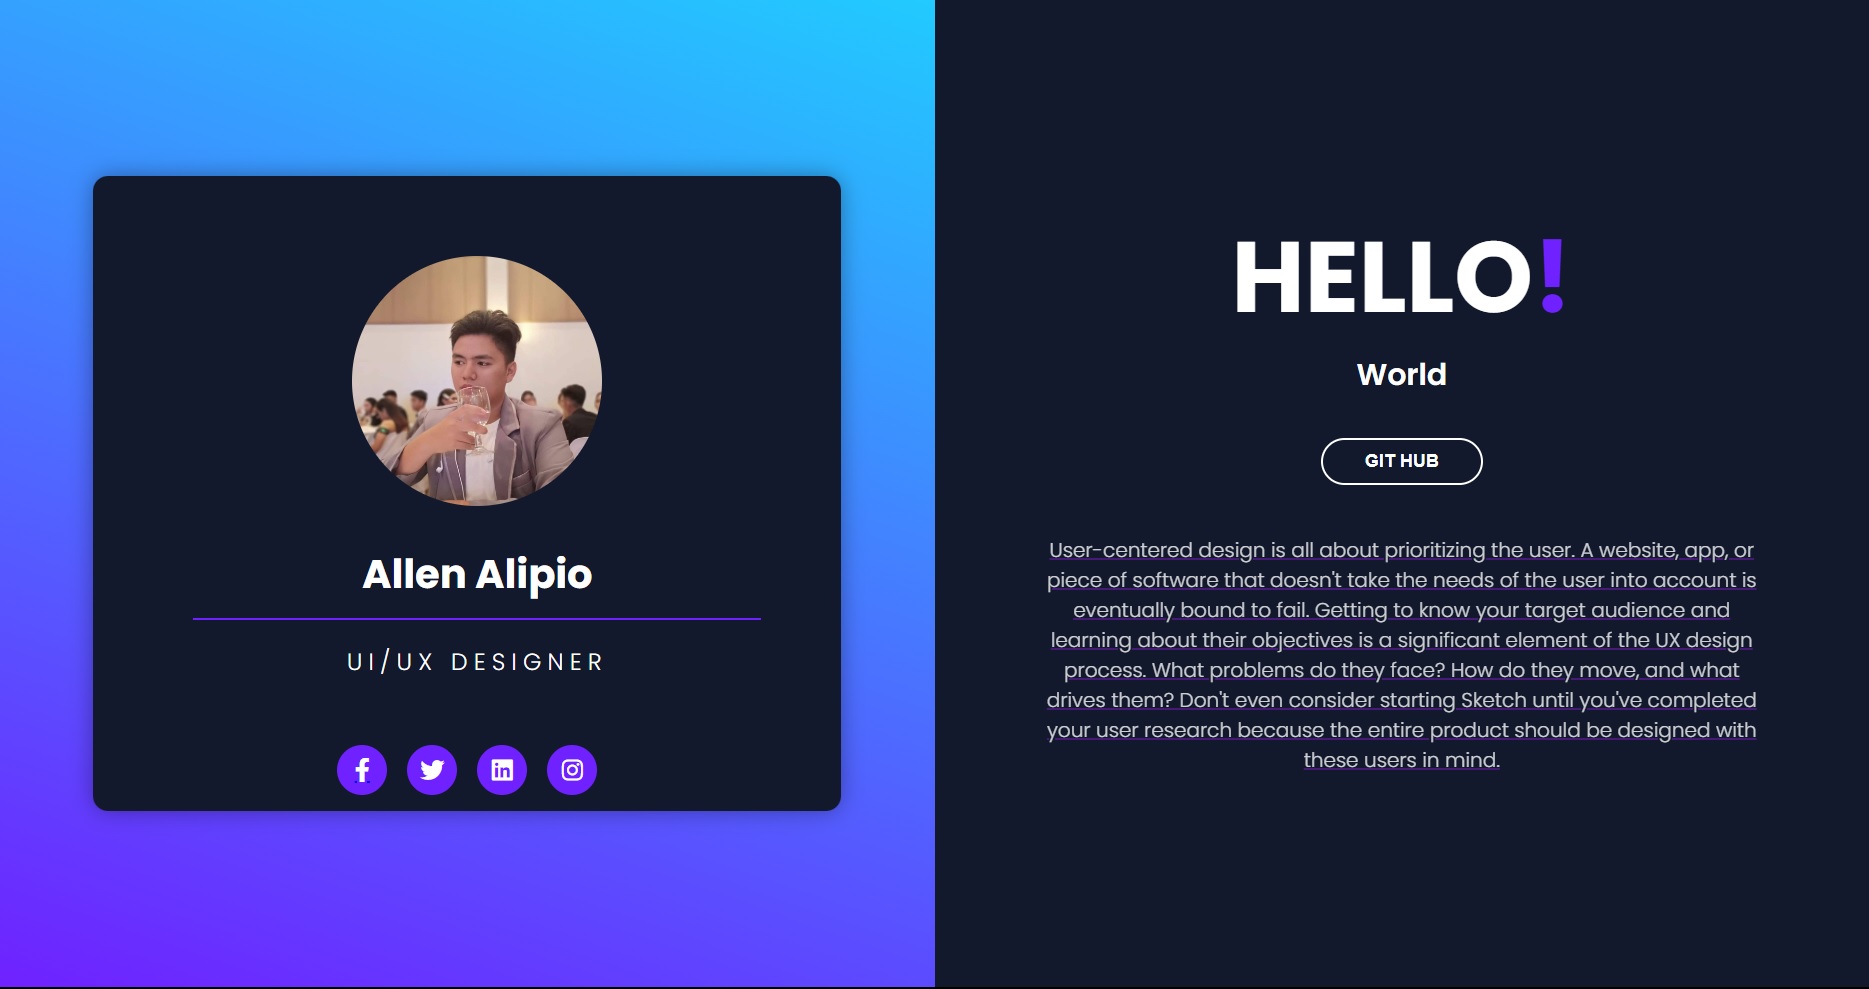 Allen Alipio
UI/UX DESIGNER
HELLO!
World
GIT HUB
User-centered design is all about prioritizing the user. A website, app, or
piece of software that doesn't take the needs of the user into account is
eventually bound to fail. Getting to know your target audience and
learning about their objectives is a significant element of the UX design
process. What problems do they face? How do they move, and what
drives them? Don't even consider starting Sketch until you've completed
your user research because the entire product should be designed with
these users in mind.